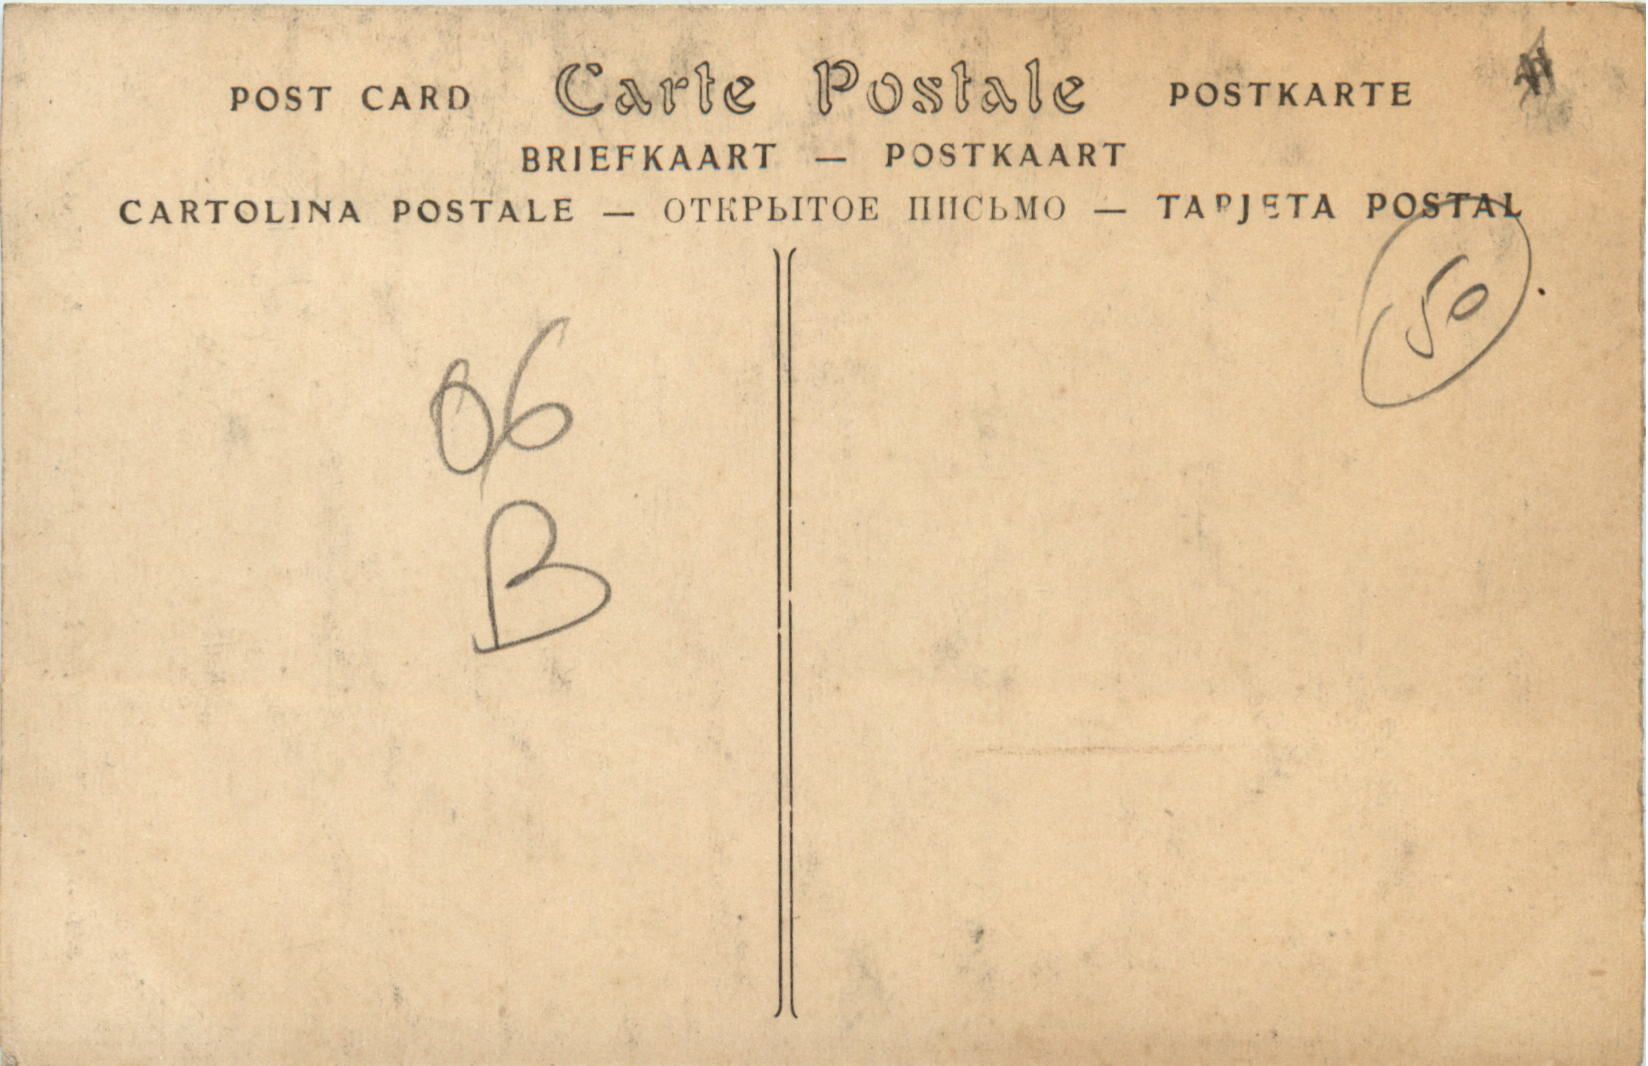 POST CARD Carte Postale POSTKARTE
BRIEFKAART — POSTKAART
CARTOLINA POSTALE — ОТКРЫТОЕ ПИСЬМО — TARJETA POSTAL
50
06
B